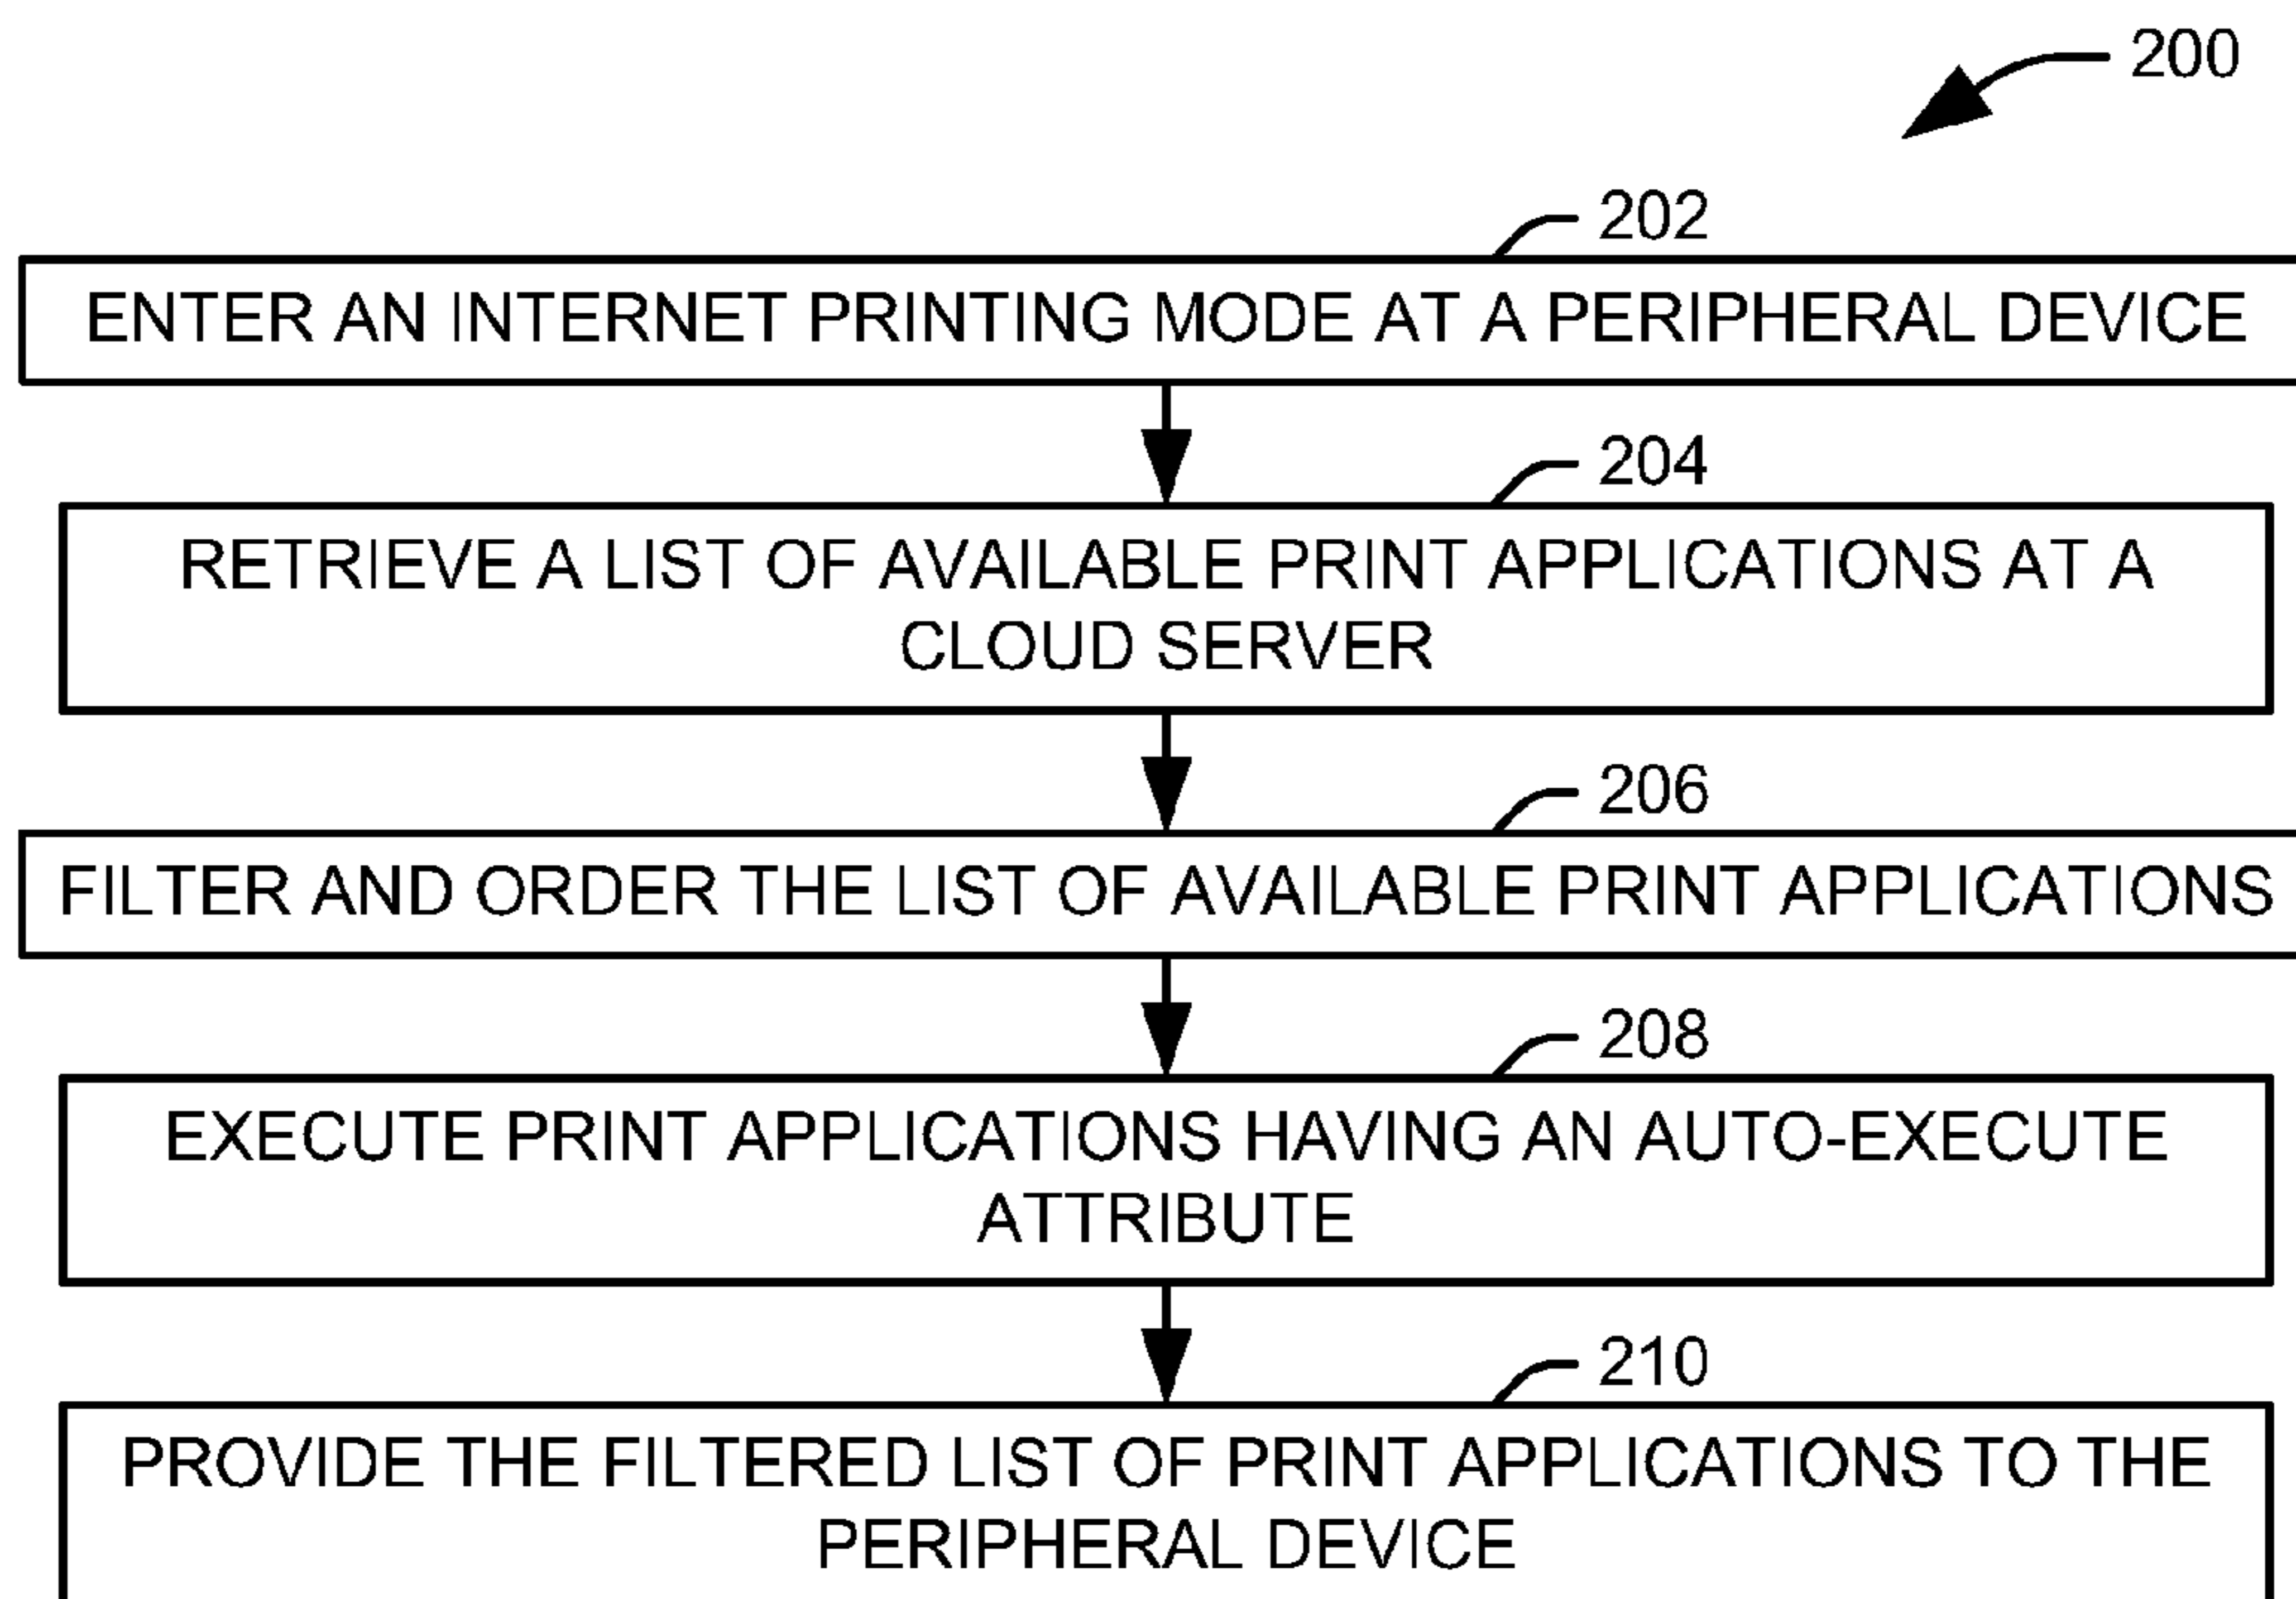 200
202
ENTER AN INTERNET PRINTING MODE AT A PERIPHERAL DEVICE
204
RETRIEVE A LIST OF AVAILABLE PRINT APPLICATIONS AT A
CLOUD SERVER
206
FILTER AND ORDER THE LIST OF AVAILABLE PRINT APPLICATIONS
208
EXECUTE PRINT APPLICATIONS HAVING AN AUTO-EXECUTE
ATTRIBUTE
210
PROVIDE THE FILTERED LIST OF PRINT APPLICATIONS TO THE
PERIPHERAL DEVICE